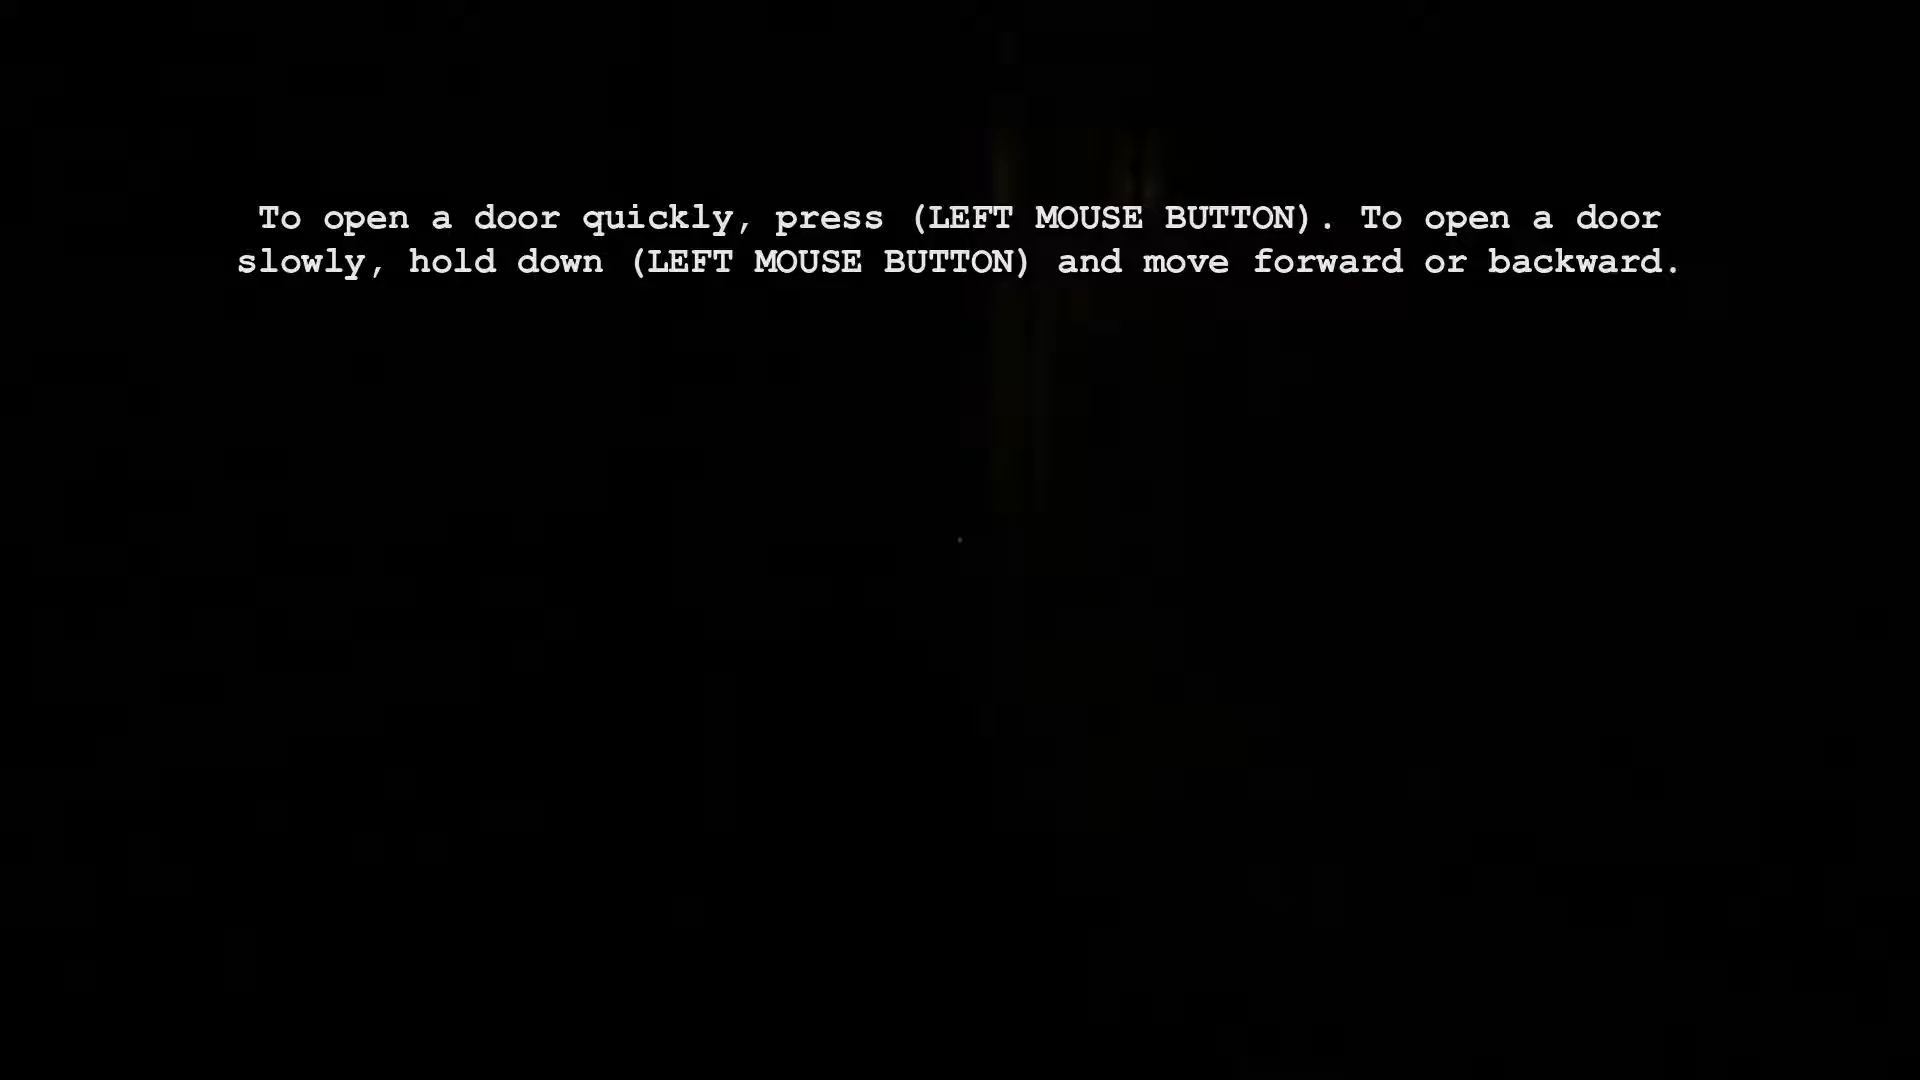 To open a door quickly, press (LEFT MOUSE BUTTON). To open a door
slowly, hold down (LEFT MOUSE BUTTON) and move forward or backward.